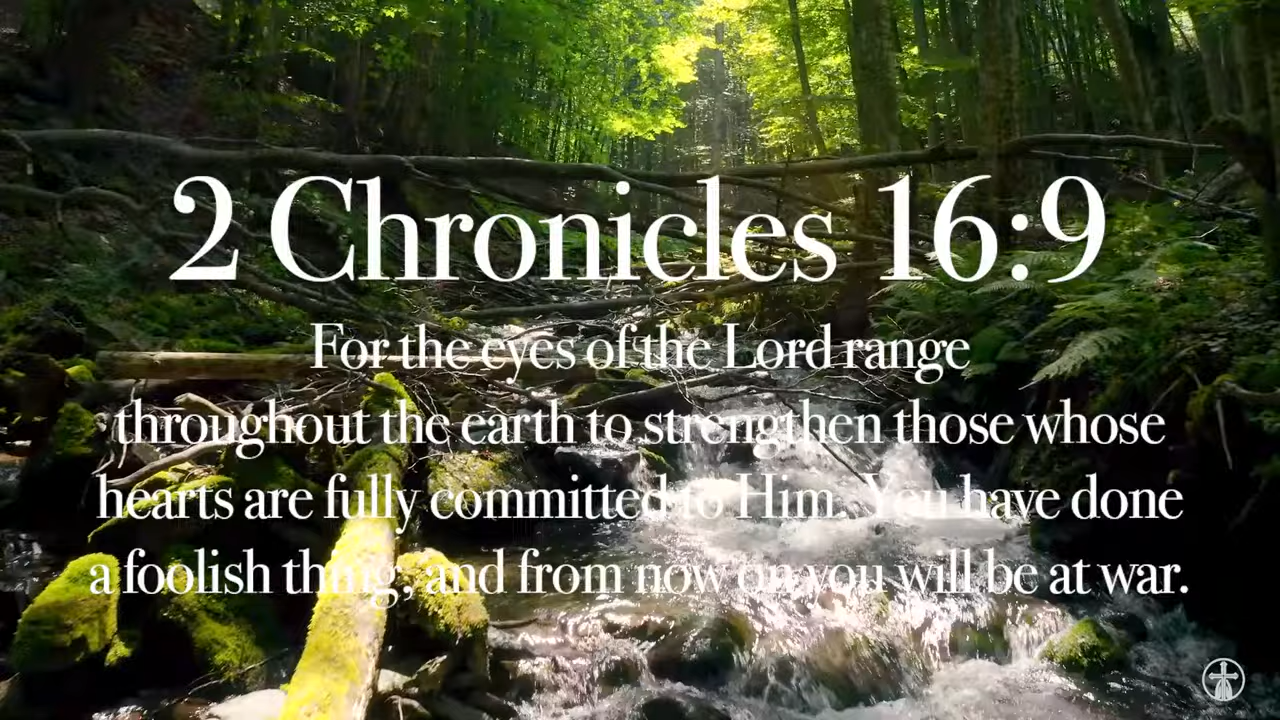 2 Chronicles 16:9
For the eyes of the Lord range
throughout the earth to strengthen those whose
hearts are fully committed to Him. You have done
a foolish thing, and from now on you will be at war.